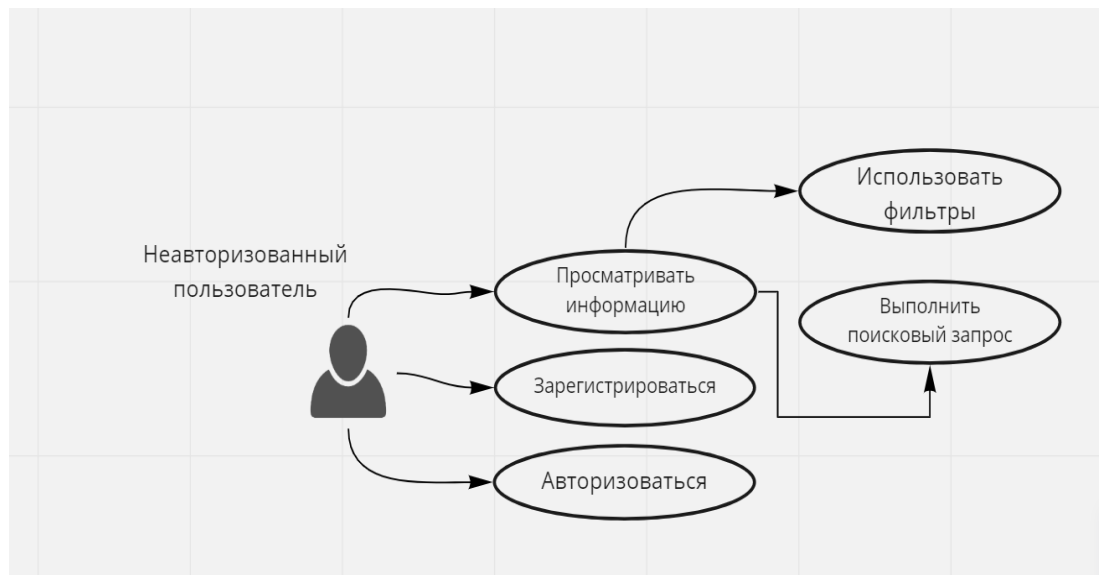 Неавторизованный
пользователь
Просматривать
информацию
Зарегистрироваться
Авторизоваться
Использовать
фильтры
Выполнить
поисковый запрос